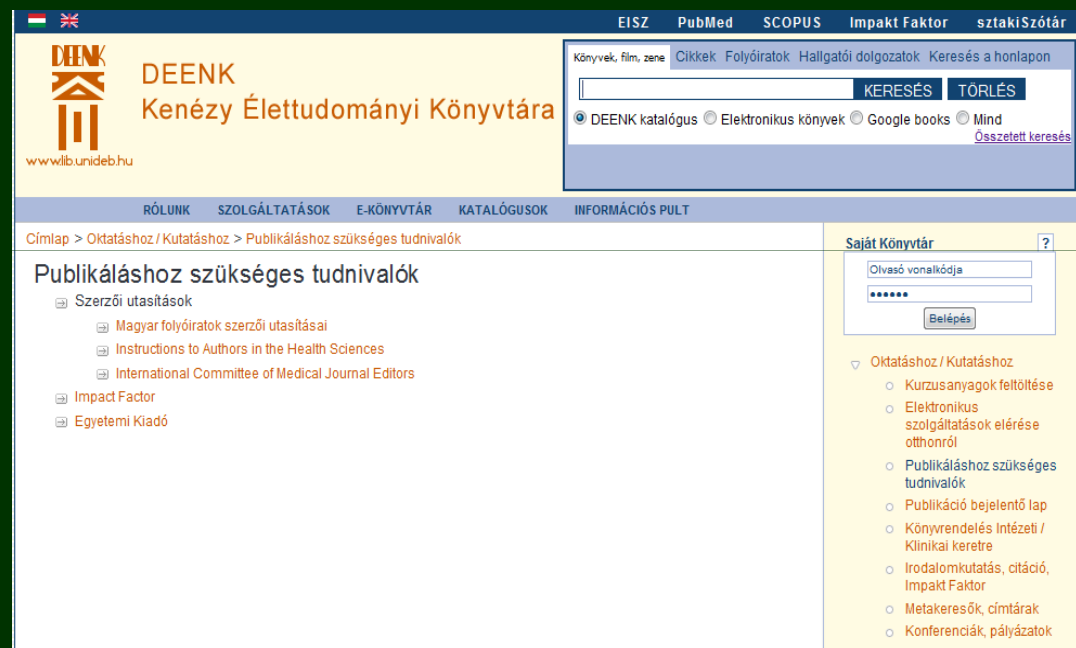 EISZ PubMed SCOPUS Impakt Faktor sztakiSzótár
DEENK
www.lib.unideb.hu
DEENK
Kenézy Élettudományi Könyvtára
Könyvek, film, zene Cikkek Folyóiratok Hallgatói dolgozatok Keresés a honlapon
KERESÉS TÖRLÉS
DEENK katalógus Elektronikus könyvek Google books Mind
Összetett keresés
RÓLUNK SZOLGÁLTATÁSOK E-KÖNYVTÁR KATALÓGUSOK INFORMÁCIÓS PULT
Címlap > Oktatáshoz / Kutatáshoz > Publikáláshoz szükséges tudnivalók
Publikáláshoz szükséges tudnivalók
Szerzői utasítások
Magyar folyóiratok szerzői utasításai
Instructions to Authors in the Health Sciences
International Committee of Medical Journal Editors
Impact Factor
Egyetemi Kiadó
Saját Könyvtár ?
Olvasó vonalkódja
••••••
Belépés
Oktatáshoz / Kutatáshoz
Kurzusanyagok feltöltése
Elektronikus
szolgáltatások elérése
otthonról
Publikáláshoz szükséges
tudnivalók
Publikáció bejelentő lap
Könyvrendelés Intézeti /
Klinikai keretre
Irodalomkutatás, citáció,
Impakt Faktor
Metakeresők, címtárak
Konferenciák, pályázatok